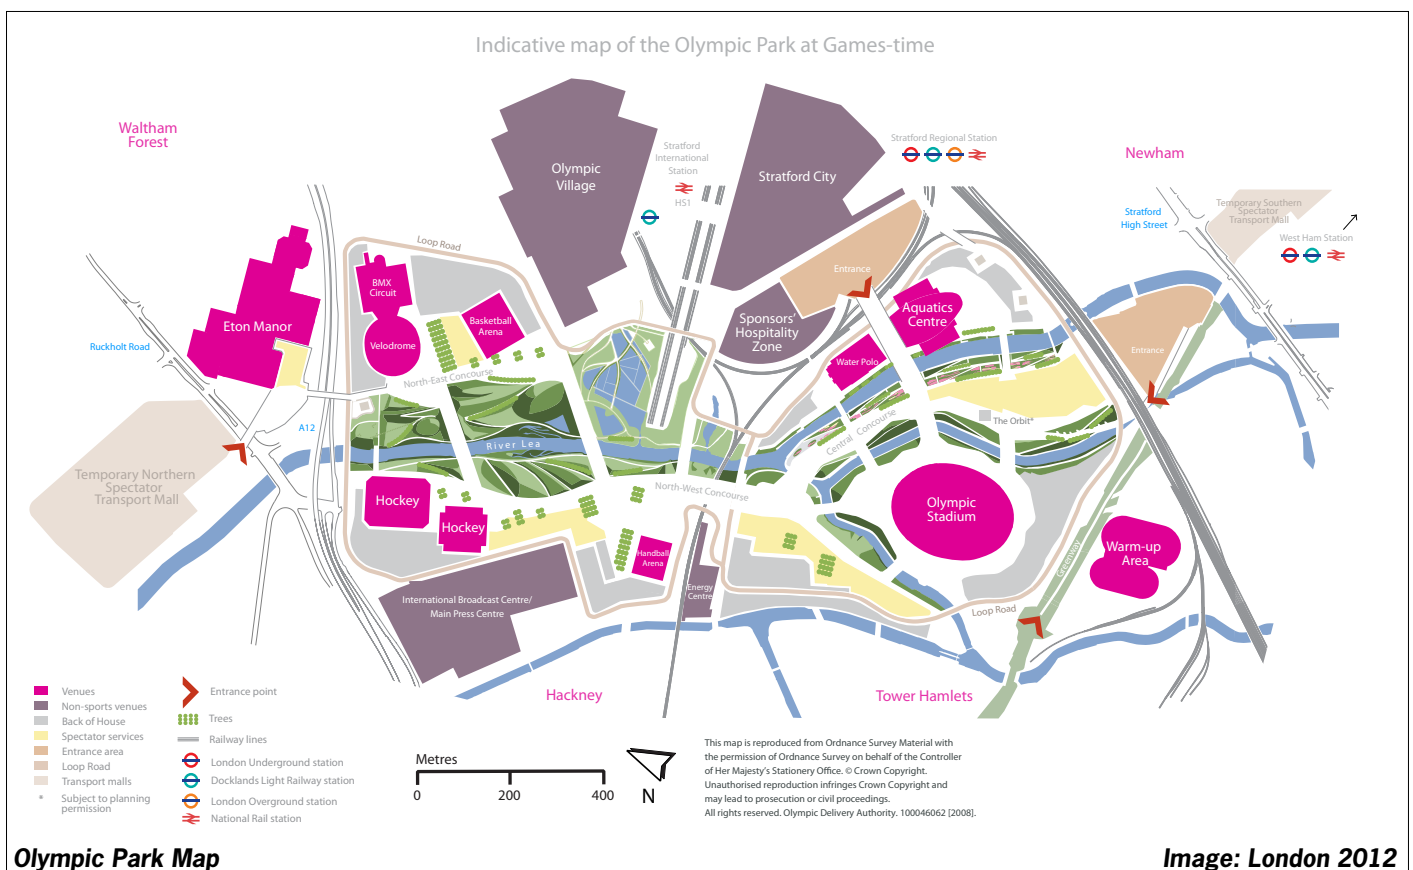 Indicative map of the Olympic Park at Games-time
Waltham
Forest
Olympic
Village
Stratford
International
Station
HS1
Stratford City
Stratford Regional Station
Newham
Stratford
High Street
Temporary Southern
Spectator
Transport Mall
West Ham Station
Loop Road
Entrance
BMX
Circuit
Eton Manor
Basketball
Arena
Velodrome
Ruckholt Road
Sponsors'
Hospitality
Zone
Aquatics
Centre
Water Polo
Entrance
North-East Concourse
A12
River Lea
Central Concourse
The Orbit*
Temporary Northern
Spectator
Transport Mall
Hockey
Hockey
North-West Concourse
Olympic
Stadium
Handball
Arena
Energy
Centre
Greenway
Warm-up
Area
International Broadcast Centre/
Main Press Centre
Loop Road
Hackney
Tower Hamlets
Venues
Non-sports venues
Back of House
Spectator services
Entrance area
Loop Road
Transport malls
* Subject to planning
permission
Entrance point
Trees
Railway lines
London Underground station
Docklands Light Railway station
London Overground station
National Rail station
Metres
0 200 400
N
This map is reproduced from Ordnance Survey Material with
the permission of Ordnance Survey on behalf of the Controller
of Her Majesty's Stationery Office. © Crown Copyright.
Unauthorised reproduction infringes Crown Copyright and
may lead to prosecution or civil proceedings.
All rights reserved. Olympic Delivery Authority. 100046062 [2008].
Olympic Park Map
Image: London 2012